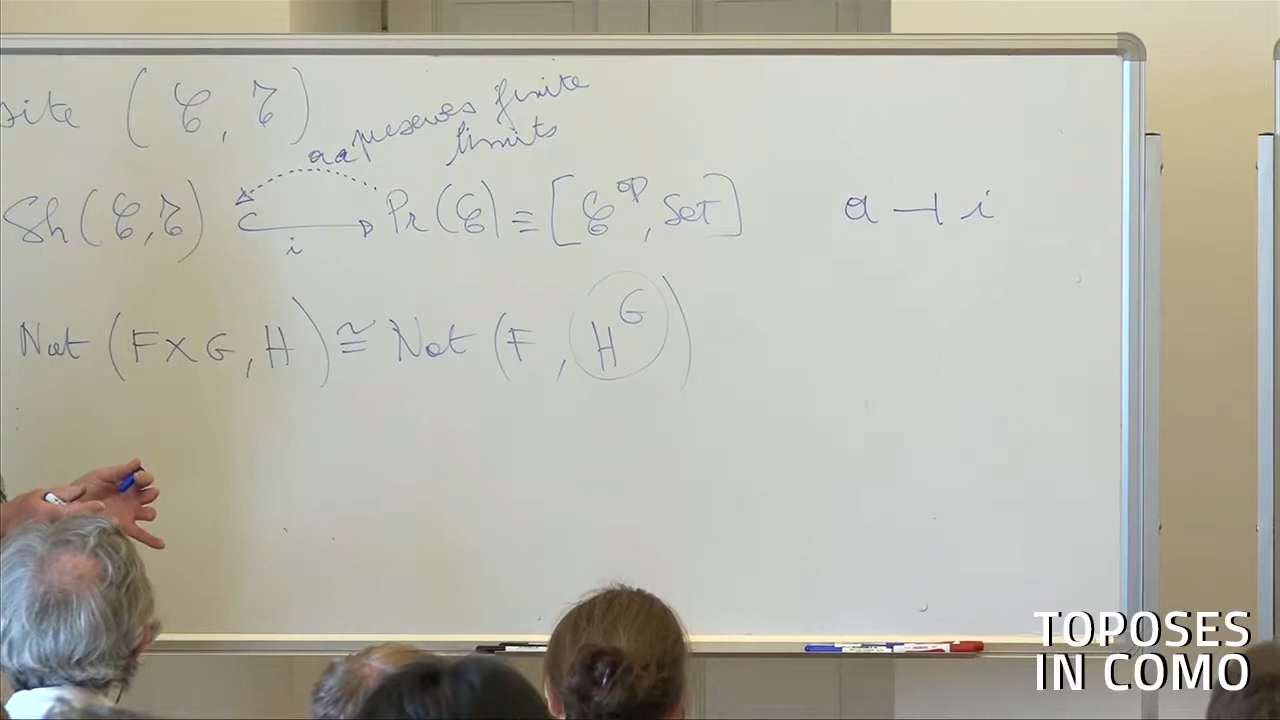 site (𝒞, 𝒯)
a preserves finite
limits
Sh(𝒞,𝒯) Pr(𝒞) ≡ [𝒞^op, Set] a ⊣ i
i
Nat (F×G, H) ≅ Nat (F, H^G)
TOPOSES
IN COMO